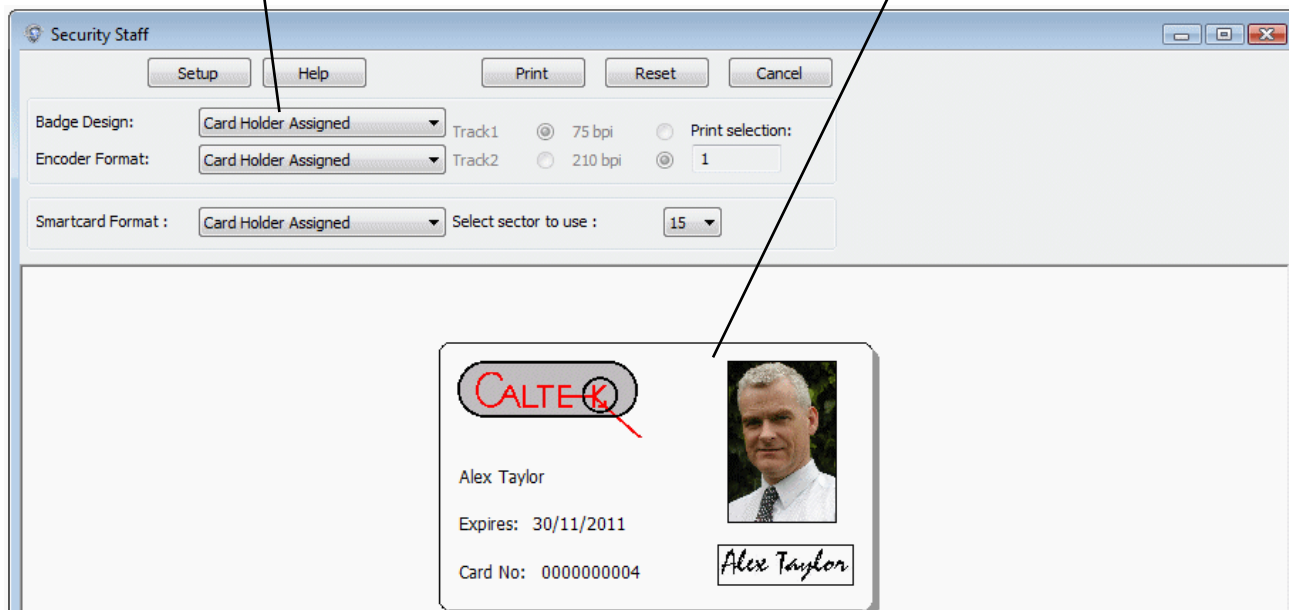 Security Staff
Setup Help Print Reset Cancel
Badge Design: Card Holder Assigned Track1 75 bpi Print selection:
Encoder Format: Card Holder Assigned Track2 210 bpi 1
Smartcard Format : Card Holder Assigned Select sector to use : 15
CALTEK
Alex Taylor
Expires: 30/11/2011
Card No: 0000000004
Alex Taylor